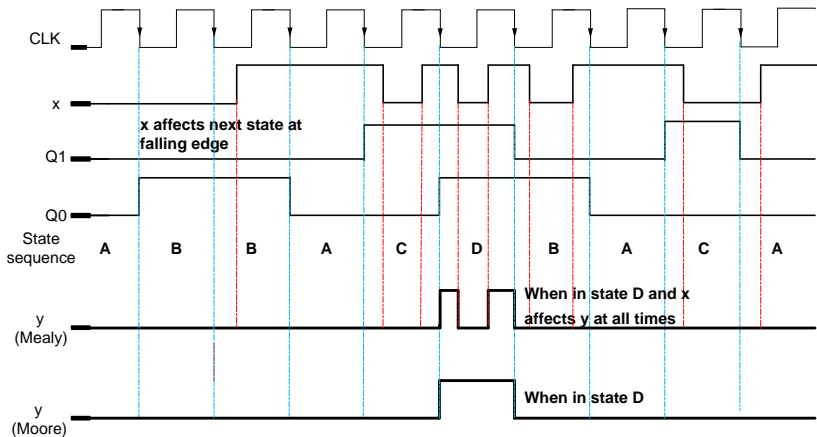 CLK
x
x affects next state at
falling edge
Q1
Q0
State
sequence
A B B A C D B A C A
When in state D and x
affects y at all times
y
(Mealy)
When in state D
y
(Moore)